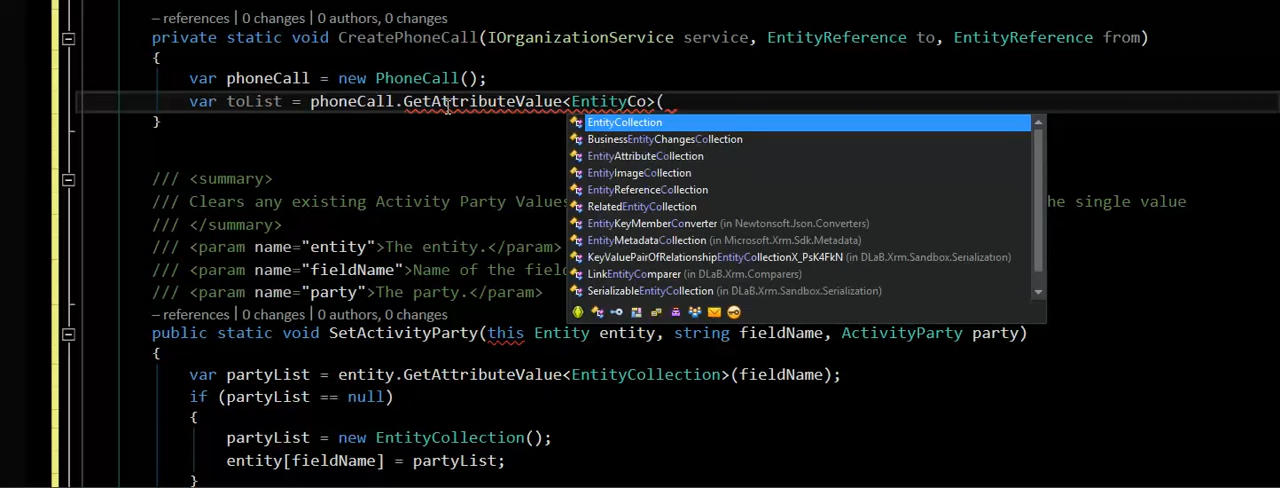 – references | 0 changes | 0 authors, 0 changes
private static void CreatePhoneCall(IOrganizationService service, EntityReference to, EntityReference from)
{
var phoneCall = new PhoneCall();
var toList = phoneCall.GetAttributeValue<EntityCo>(
}
EntityCollection
BusinessEntityChangesCollection
EntityAttributeCollection
EntityImageCollection
EntityReferenceCollection
RelatedEntityCollection
EntityKeyMemberConverter (in Newtonsoft.Json.Converters)
EntityMetadataCollection (in Microsoft.Xrm.Sdk.Metadata)
KeyValuePairOfRelationshipEntityCollectionX_PsK4FkN (in DLaB.Xrm.Sandbox.Serialization)
LinkEntityComparer (in DLaB.Xrm.Comparers)
SerializableEntityCollection (in DLaB.Xrm.Sandbox.Serialization)
/// <summary>
/// Clears any existing Activity Party Values he single value
/// </summary>
/// <param name="entity">The entity.</param>
/// <param name="fieldName">Name of the fiel
/// <param name="party">The party.</param>
– references | 0 changes | 0 authors, 0 changes
public static void SetActivityParty(this Entity entity, string fieldName, ActivityParty party)
{
var partyList = entity.GetAttributeValue<EntityCollection>(fieldName);
if (partyList == null)
{
partyList = new EntityCollection();
entity[fieldName] = partyList;
}